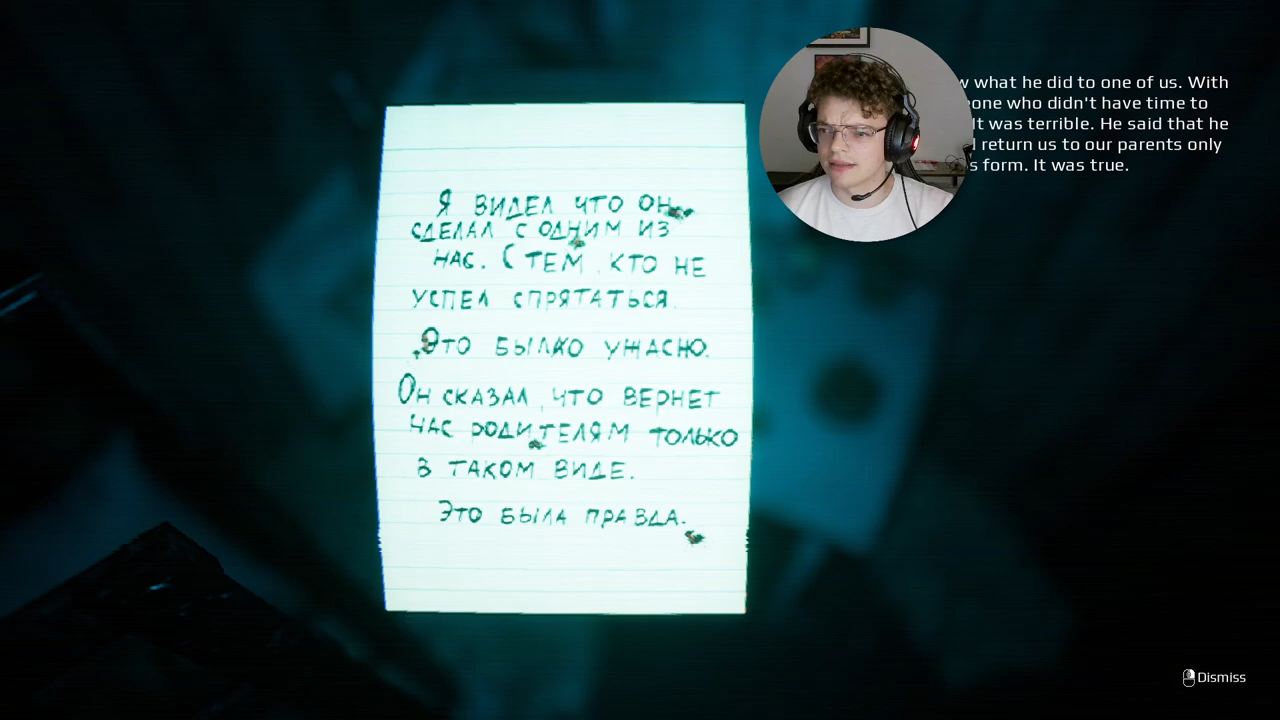 Я ВИДЕЛ ЧТО ОН
СДЕЛАЛ С ОДНИМ ИЗ
НАС. С ТЕМ, КТО НЕ
УСПЕЛ СПРЯТАТЬСЯ.
ЭТО БЫЛО УЖАСНО.
ОН СКАЗАЛ, ЧТО ВЕРНЕТ
НАС РОДИТЕЛЯМ ТОЛЬКО
В ТАКОМ ВИДЕ.
ЭТО БЫЛА ПРАВДА.
what he did to one of us. With
who didn't have time to
It was terrible. He said that he
return us to our parents only
form. It was true.
Dismiss